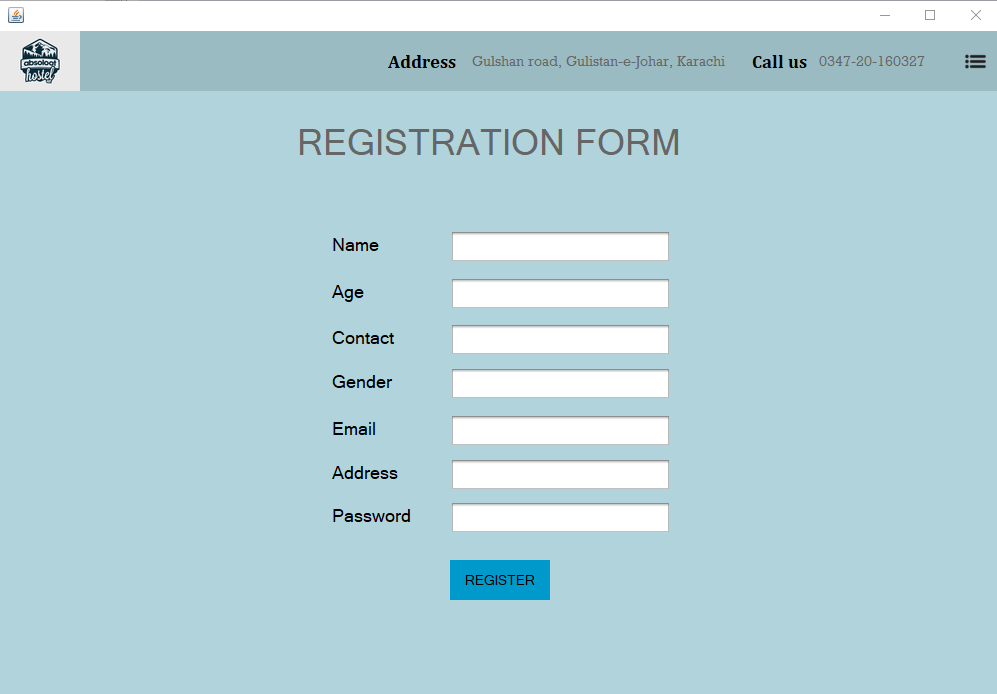 absoloot
hostel
Address Gulshan road, Gulistan-e-Johar, Karachi Call us 0347-20-160327
REGISTRATION FORM
Name
Age
Contact
Gender
Email
Address
Password
REGISTER